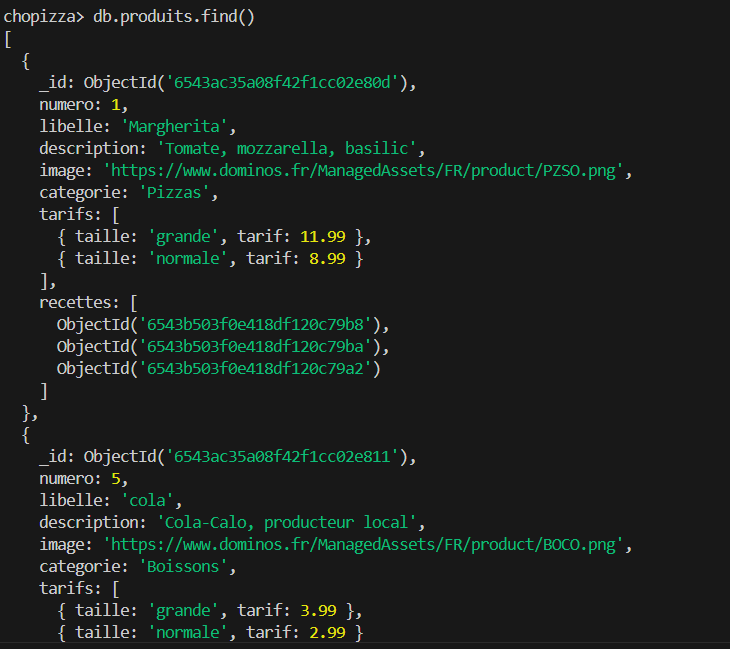 chopizza> db.produits.find()
[
  {
    _id: ObjectId('6543ac35a08f42f1cc02e80d'),
    numero: 1,
    libelle: 'Margherita',
    description: 'Tomate, mozzarella, basilic',
    image: 'https://www.dominos.fr/ManagedAssets/FR/product/PZSO.png',
    categorie: 'Pizzas',
    tarifs: [
      { taille: 'grande', tarif: 11.99 },
      { taille: 'normale', tarif: 8.99 }
    ],
    recettes: [
      ObjectId('6543b503f0e418df120c79b8'),
      ObjectId('6543b503f0e418df120c79ba'),
      ObjectId('6543b503f0e418df120c79a2')
    ]
  },
  {
    _id: ObjectId('6543ac35a08f42f1cc02e811'),
    numero: 5,
    libelle: 'cola',
    description: 'Cola-Calo, producteur local',
    image: 'https://www.dominos.fr/ManagedAssets/FR/product/BOCO.png',
    categorie: 'Boissons',
    tarifs: [
      { taille: 'grande', tarif: 3.99 },
      { taille: 'normale', tarif: 2.99 }